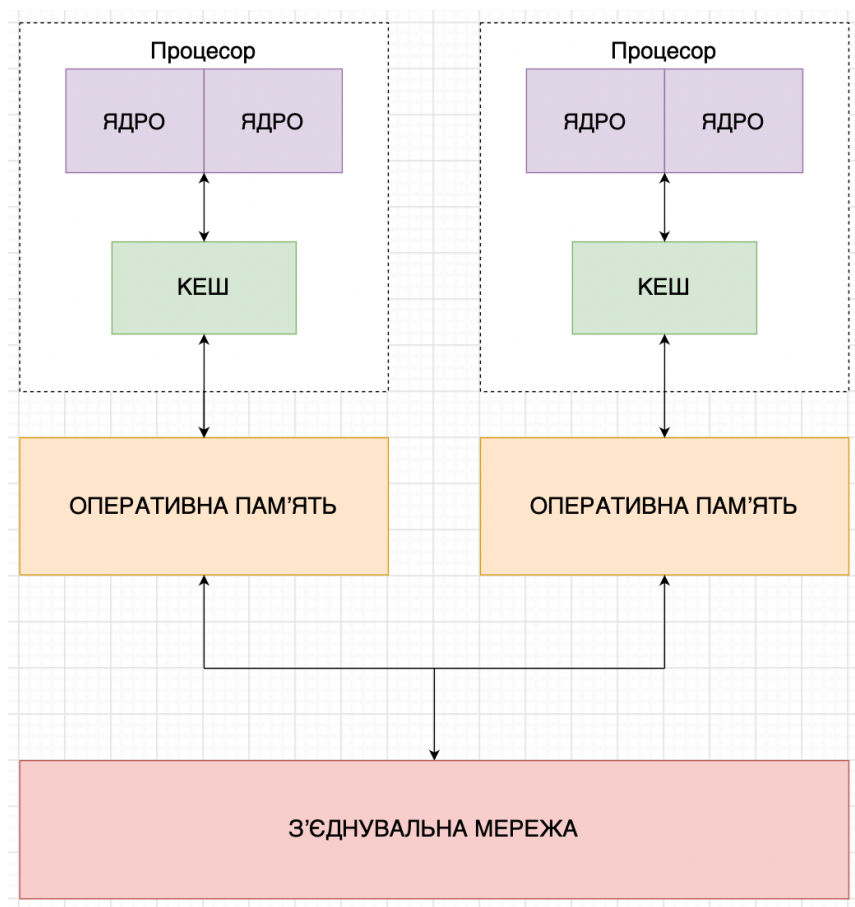 Процесор
Процесор
ЯДРО
ЯДРО
ЯДРО
ЯДРО
КЕШ
КЕШ
ОПЕРАТИВНА ПАМ'ЯТЬ
ОПЕРАТИВНА ПАМ'ЯТЬ
З'ЄДНУВАЛЬНА МЕРЕЖА